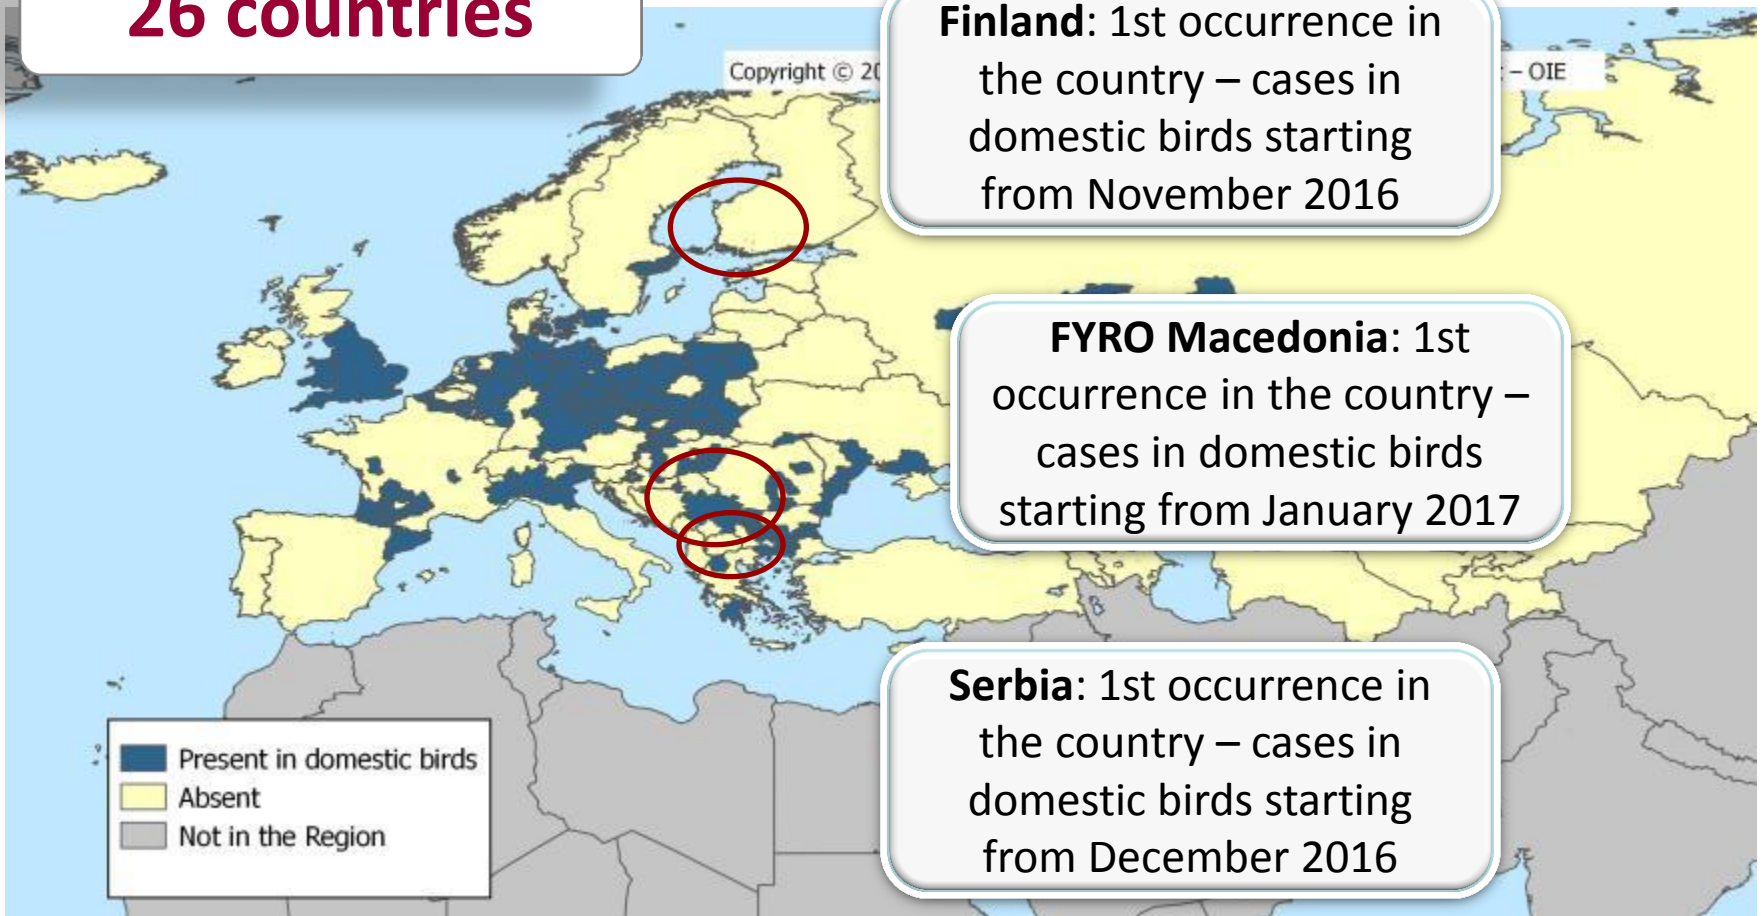 26 countries
Copyright © 20
– OIE
Finland: 1st occurrence in
the country – cases in
domestic birds starting
from November 2016
FYRO Macedonia: 1st
occurrence in the country –
cases in domestic birds
starting from January 2017
Serbia: 1st occurrence in
the country – cases in
domestic birds starting
from December 2016
Present in domestic birds
Absent
Not in the Region